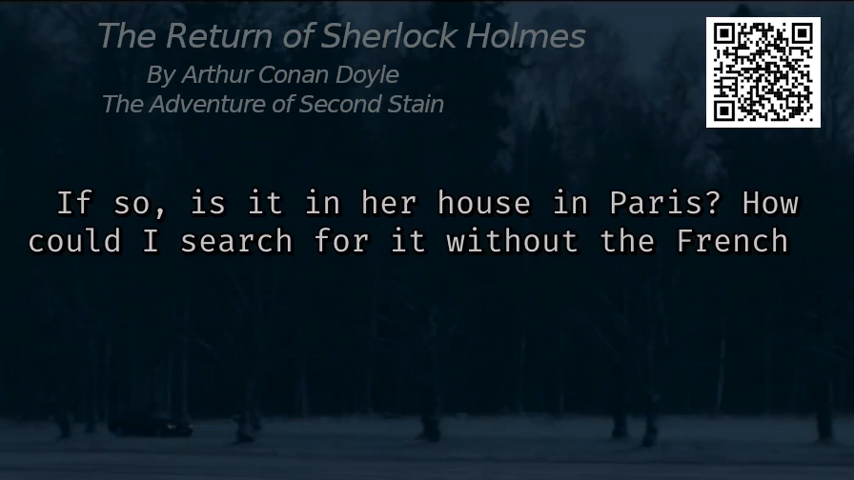 The Return of Sherlock Holmes
By Arthur Conan Doyle
The Adventure of Second Stain
If so, is it in her house in Paris? How
could I search for it without the French